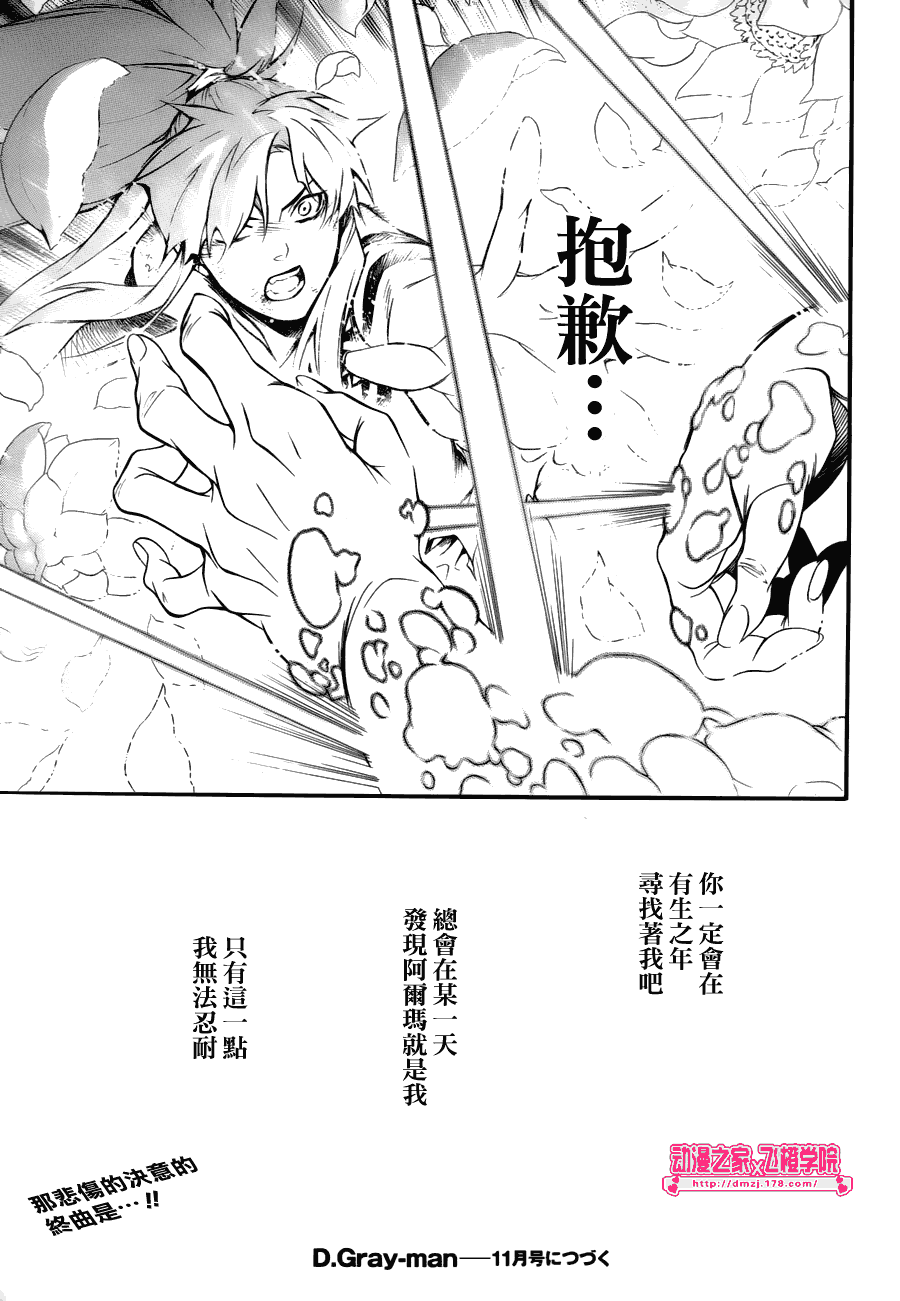 抱歉…
你一定會在
有生之年
尋找著我吧
總會在某一天
發現阿爾瑪就是我
只有這一點
我無法忍耐
那悲傷的決意的
終曲是…!!
动漫之家×飞橙学院
http://dmzj.178.com/
D.Gray-man──11月号につづく